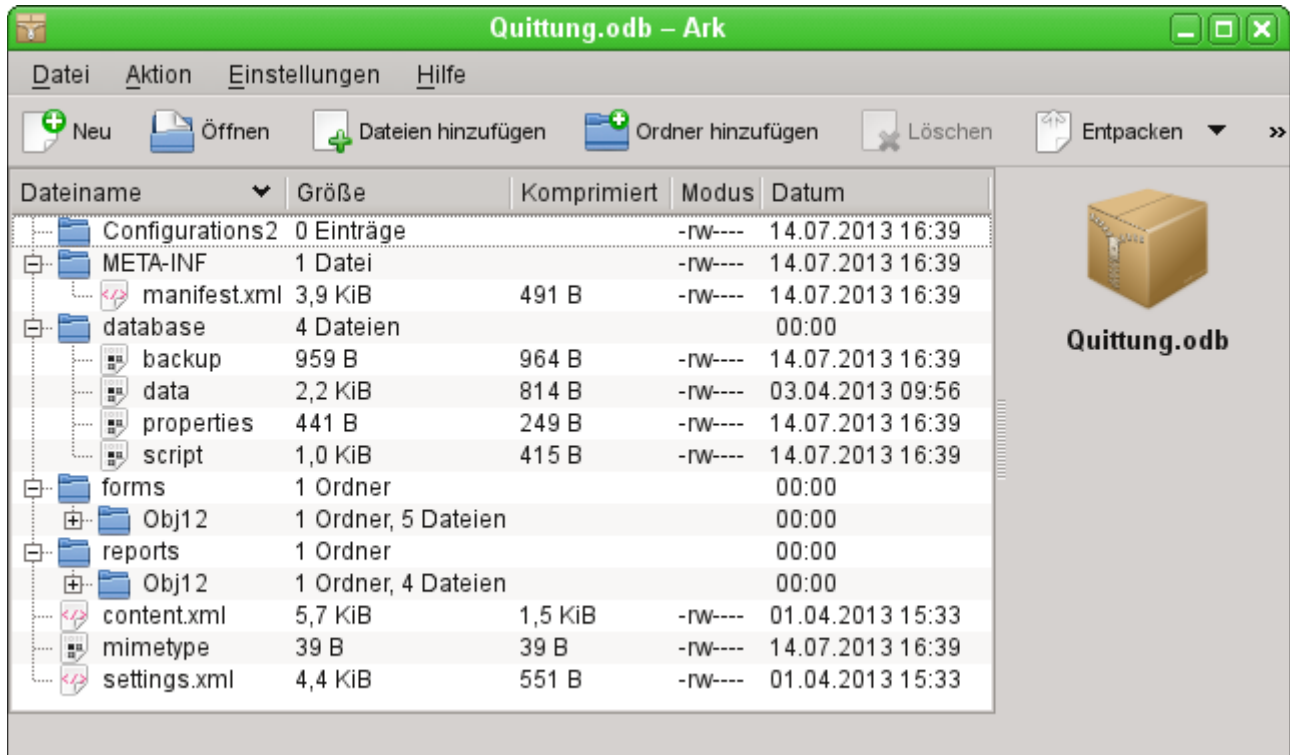 Quittung.odb – Ark
Datei Aktion Einstellungen Hilfe
Neu Öffnen Dateien hinzufügen Ordner hinzufügen Löschen Entpacken »
Dateiname Größe Komprimiert Modus Datum
Configurations2 0 Einträge -rw---- 14.07.2013 16:39
META-INF 1 Datei -rw---- 14.07.2013 16:39
manifest.xml 3,9 KiB 491 B -rw---- 14.07.2013 16:39
database 4 Dateien 00:00
backup 959 B 964 B -rw---- 14.07.2013 16:39
data 2,2 KiB 814 B -rw---- 03.04.2013 09:56
properties 441 B 249 B -rw---- 14.07.2013 16:39
script 1,0 KiB 415 B -rw---- 14.07.2013 16:39
forms 1 Ordner 00:00
Obj12 1 Ordner, 5 Dateien 00:00
reports 1 Ordner 00:00
Obj12 1 Ordner, 4 Dateien 00:00
content.xml 5,7 KiB 1,5 KiB -rw---- 01.04.2013 15:33
mimetype 39 B 39 B -rw---- 14.07.2013 16:39
settings.xml 4,4 KiB 551 B -rw---- 01.04.2013 15:33
Quittung.odb